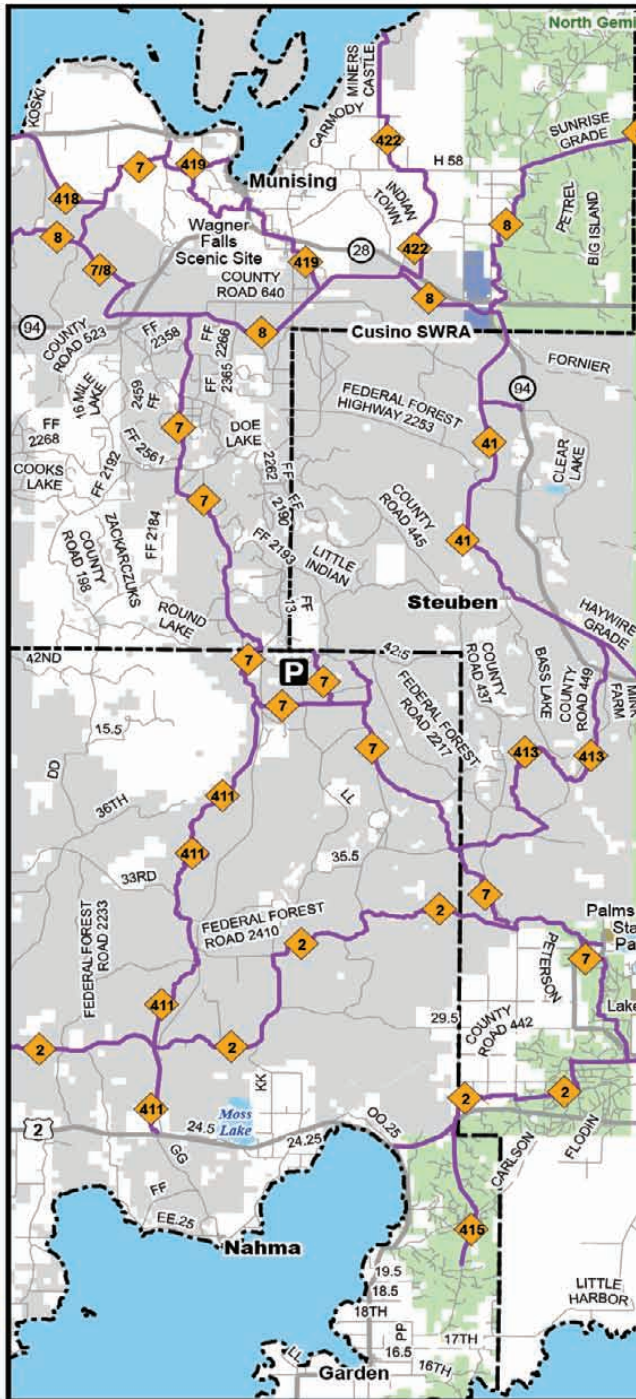 North Gemi
KOSKI
MINERS
CASTLE
CARMODY
422
SUNRISE
GRADE
7
419
H 58
Munising
418
INDIAN
TOWN
PETREL
BIG ISLAND
8
8
Wagner
Falls
Scenic Site
28
422
7/8
419
COUNTY
ROAD 640
8
94
COUNTY
ROAD 523
FF
2358
FF
2266
8
Cusino SWRA
FF
2365
FORNIER
94
16 MILE
LAKE
2459
FF
FEDERAL FOREST
HIGHWAY 2253
FF
2268
7
DOE
LAKE
41
CLEAR
LAKE
COOKS
LAKE
FF 2192
FF 2561
2262
FF
FF
2190
7
COUNTY
ROAD 445
41
ZACKARCZUKS
COUNTY
ROAD 198
FF 2184
FF 2193
LITTLE
INDIAN
FF
13
Steuben
ROUND
LAKE
HAYWIRE
GRADE
42ND
7
P
42.5
7
COUNTY
ROAD 437
BASS LAKE
COUNTY
ROAD 449
MINK
FARM
7
FEDERAL FOREST
ROAD 2217
15.5
7
413
413
DD
411
LL
36TH
411
35.5
33RD
7
FEDERAL FOREST
ROAD 2233
FEDERAL FOREST
ROAD 2410
2
2
Palms
Sta
Pa
PETERSON
7
411
29.5
COUNTY
ROAD 442
Lake
2
2
KK
2
2
411
Moss
Lake
2
24.5
24.25
OO.25
GG
CARLSON
FLODIN
FF
EE.25
415
Nahma
19.5
18.5
18TH
PP
17TH
16.5
16TH
LITTLE
HARBOR
LL
Garden